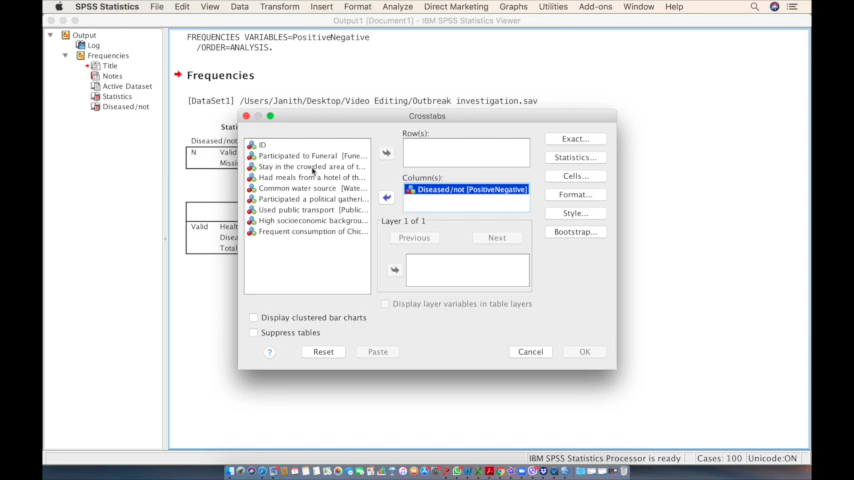 SPSS Statistics File Edit View Data Transform Insert Format Analyze Direct Marketing Graphs Utilities Add-ons Window Help
Output1 [Document1] - IBM SPSS Statistics Viewer
Output
Log
Frequencies
Title
Notes
Active Dataset
Statistics
Diseased/not
FREQUENCIES VARIABLES=PositiveNegative
/ORDER=ANALYSIS.
Frequencies
[DataSet1] /Users/Janith/Desktop/Video Editing/Outbreak investigation.sav
Stati
Diseased/not
N Valid
Missi
Valid Healt
Disea
Total
Crosstabs
ID
Participated to Funeral [Fune...
Stay in the crowded area of t...
Had meals from a hotel of th...
Common water source [Wate...
Participated a political gatheri...
Used public transport [Public...
High socioeconomic backgrou...
Frequent consumption of Chic...
Row(s):
Column(s):
Diseased/not [PositiveNegative]
Layer 1 of 1
Previous Next
Display layer variables in table layers
Exact...
Statistics...
Cells...
Format...
Style...
Bootstrap...
Display clustered bar charts
Suppress tables
? Reset Paste Cancel OK
IBM SPSS Statistics Processor is ready Cases: 100 Unicode:ON